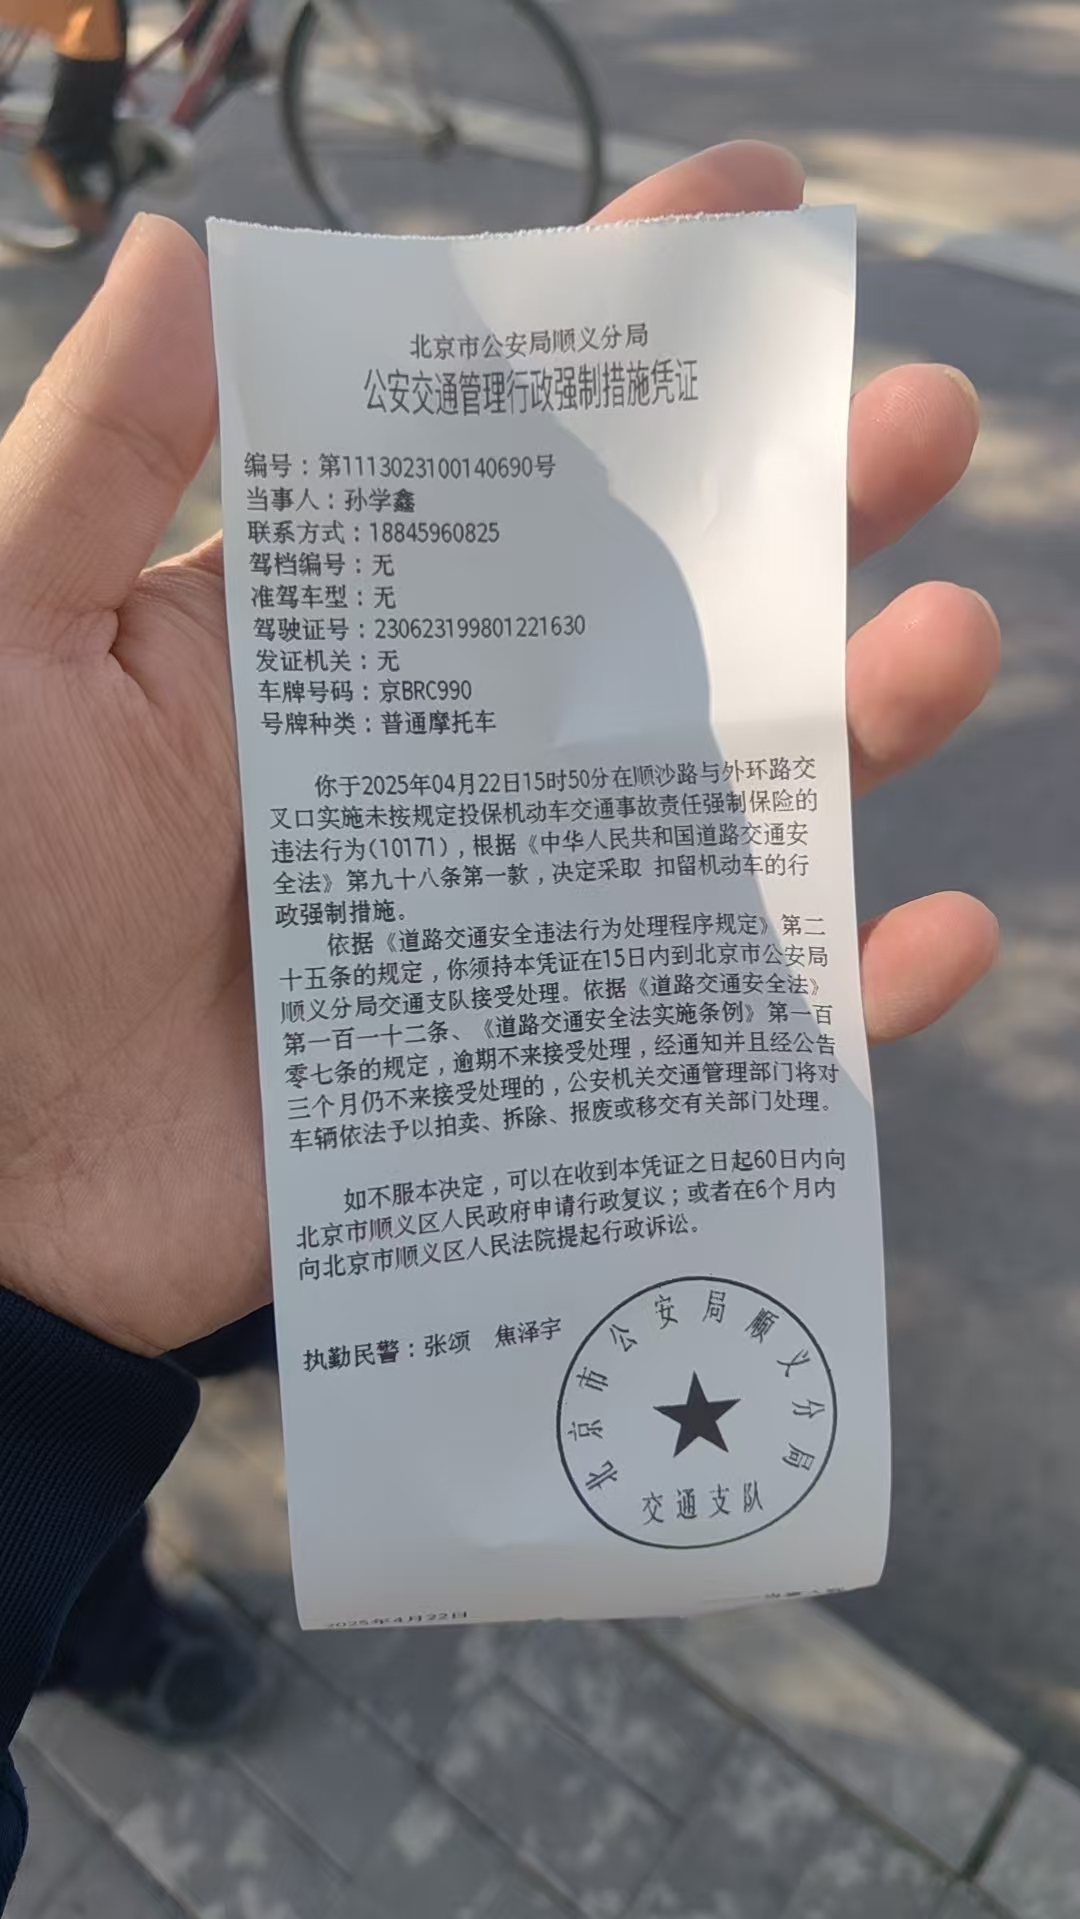 北京市公安局顺义分局
公安交通管理行政强制措施凭证
编号：第1113023100140690号
当事人：孙学鑫
联系方式：18845960825
驾档编号：无
准驾车型：无
驾驶证号：230623199801221630
发证机关：无
车牌号码：京BRC990
号牌种类：普通摩托车
你于2025年04月22日15时50分在顺沙路与外环路交
叉口实施未按规定投保机动车交通事故责任强制保险的
违法行为(10171)，根据《中华人民共和国道路交通安
全法》第九十八条第一款，决定采取 扣留机动车的行
政强制措施。
依据《道路交通安全违法行为处理程序规定》第二
十五条的规定，你须持本凭证在15日内到北京市公安局
顺义分局交通支队接受处理。依据《道路交通安全法》
第一百一十二条、《道路交通安全法实施条例》第一百
零七条的规定，逾期不来接受处理，经通知并且经公告
三个月仍不来接受处理的，公安机关交通管理部门将对
车辆依法予以拍卖、拆除、报废或移交有关部门处理。
如不服本决定，可以在收到本凭证之日起60日内向
北京市顺义区人民政府申请行政复议；或者在6个月内
向北京市顺义区人民法院提起行政诉讼。
执勤民警：张颂 焦泽宇
北京市公安局顺义分局
交通支队
2025年4月22日